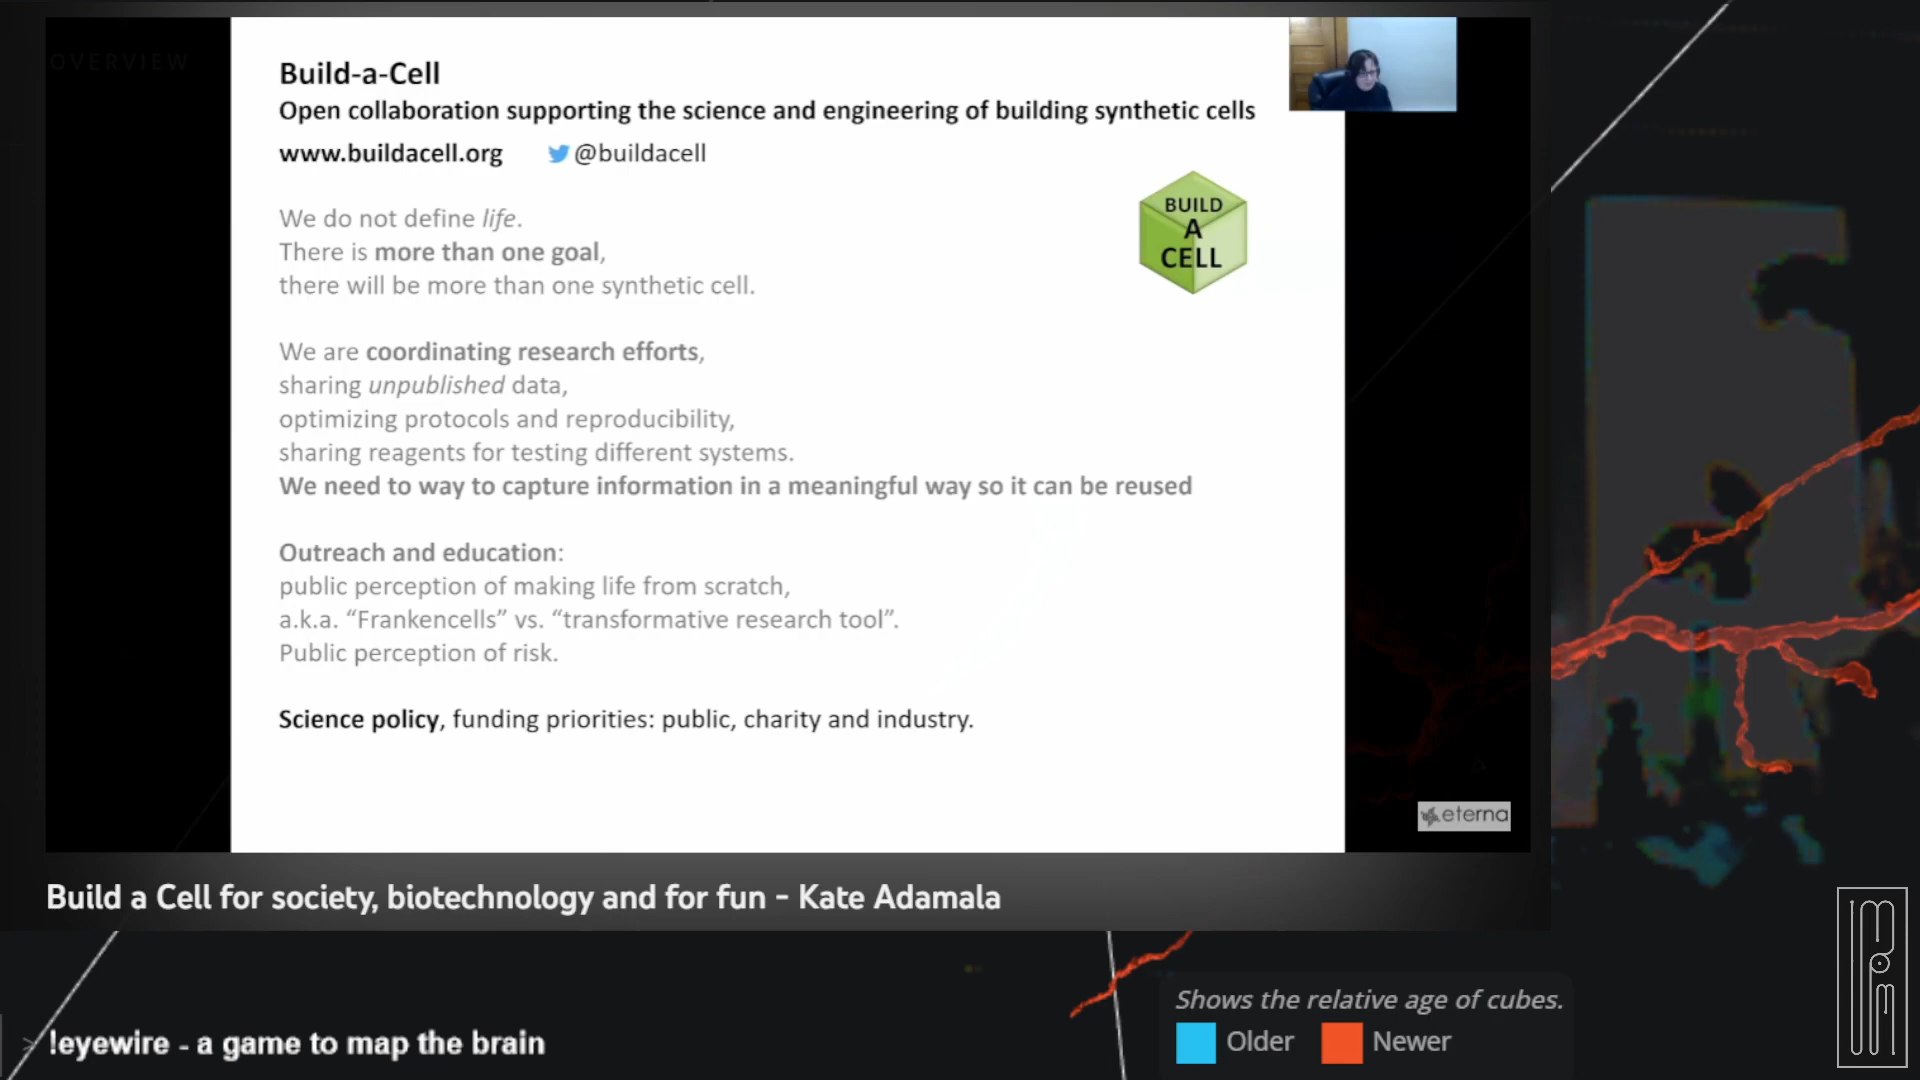 OVERVIEW
Build-a-Cell
Open collaboration supporting the science and engineering of building synthetic cells
www.buildacell.org @buildacell
BUILD
A
CELL
We do not define life.
There is more than one goal,
there will be more than one synthetic cell.
We are coordinating research efforts,
sharing unpublished data,
optimizing protocols and reproducibility,
sharing reagents for testing different systems.
We need to way to capture information in a meaningful way so it can be reused
Outreach and education:
public perception of making life from scratch,
a.k.a. “Frankencells” vs. “transformative research tool”.
Public perception of risk.
Science policy, funding priorities: public, charity and industry.
eterna
Build a Cell for society, biotechnology and for fun - Kate Adamala
!eyewire - a game to map the brain
Shows the relative age of cubes.
Older Newer